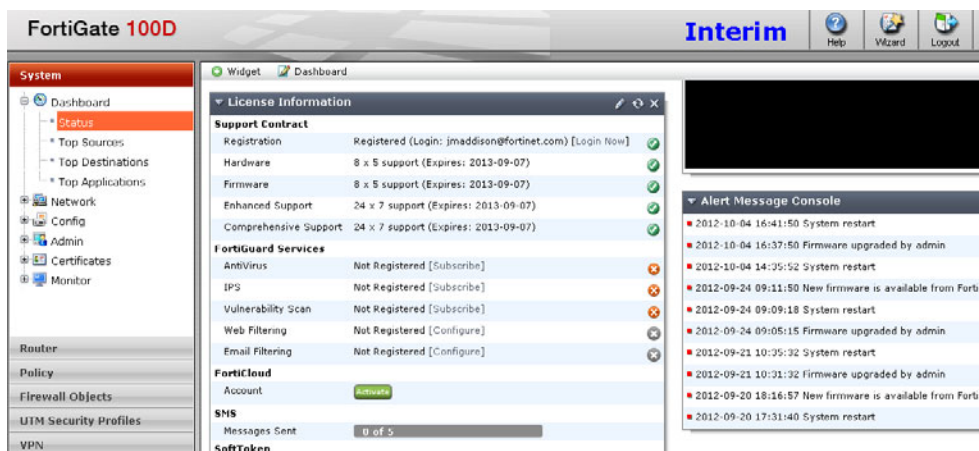 FortiGate 100D
Interim
Help
Wizard
Logout
System
Dashboard
Status
Top Sources
Top Destinations
Top Applications
Network
Config
Admin
Certificates
Monitor
Router
Policy
Firewall Objects
UTM Security Profiles
VPN
Widget Dashboard
License Information
Support Contract
Registration Registered (Login: jmaddison@fortinet.com) [Login Now]
Hardware 8 x 5 support (Expires: 2013-09-07)
Firmware 8 x 5 support (Expires: 2013-09-07)
Enhanced Support 24 x 7 support (Expires: 2013-09-07)
Comprehensive Support 24 x 7 support (Expires: 2013-09-07)
FortiGuard Services
AntiVirus Not Registered [Subscribe]
IPS Not Registered [Subscribe]
Vulnerability Scan Not Registered [Subscribe]
Web Filtering Not Registered [Configure]
Email Filtering Not Registered [Configure]
FortiCloud
Account Activate
SMS
Messages Sent 0 of 5
SoftToken
Alert Message Console
2012-10-04 16:41:50 System restart
2012-10-04 16:37:50 Firmware upgraded by admin
2012-10-04 14:35:52 System restart
2012-09-24 09:11:50 New firmware is available from Forti
2012-09-24 09:09:18 System restart
2012-09-24 09:05:15 Firmware upgraded by admin
2012-09-21 10:35:32 System restart
2012-09-21 10:31:32 Firmware upgraded by admin
2012-09-20 18:16:57 New firmware is available from Forti
2012-09-20 17:31:40 System restart